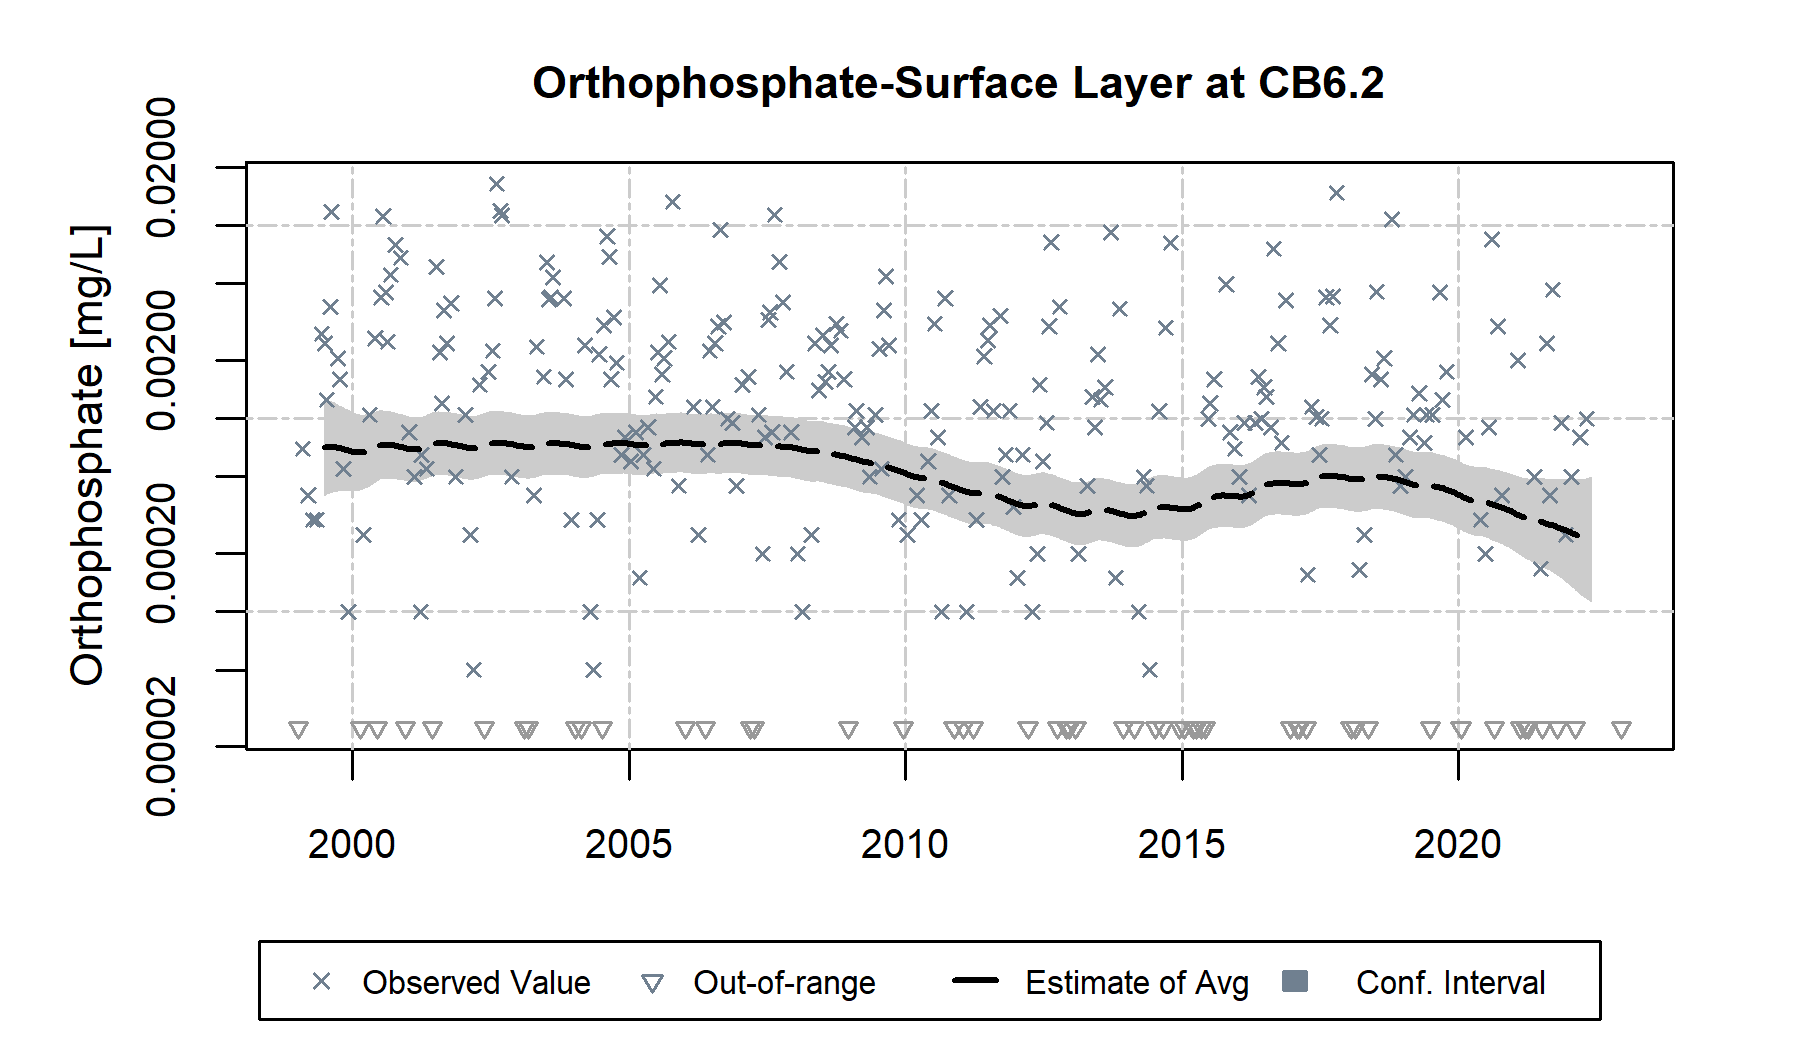 Orthophosphate-Surface Layer at CB6.2
Orthophosphate [mg/L]
0.02000
0.00200
0.00020
0.00002
2000 2005 2010 2015 2020
Observed Value Out-of-range Estimate of Avg Conf. Interval